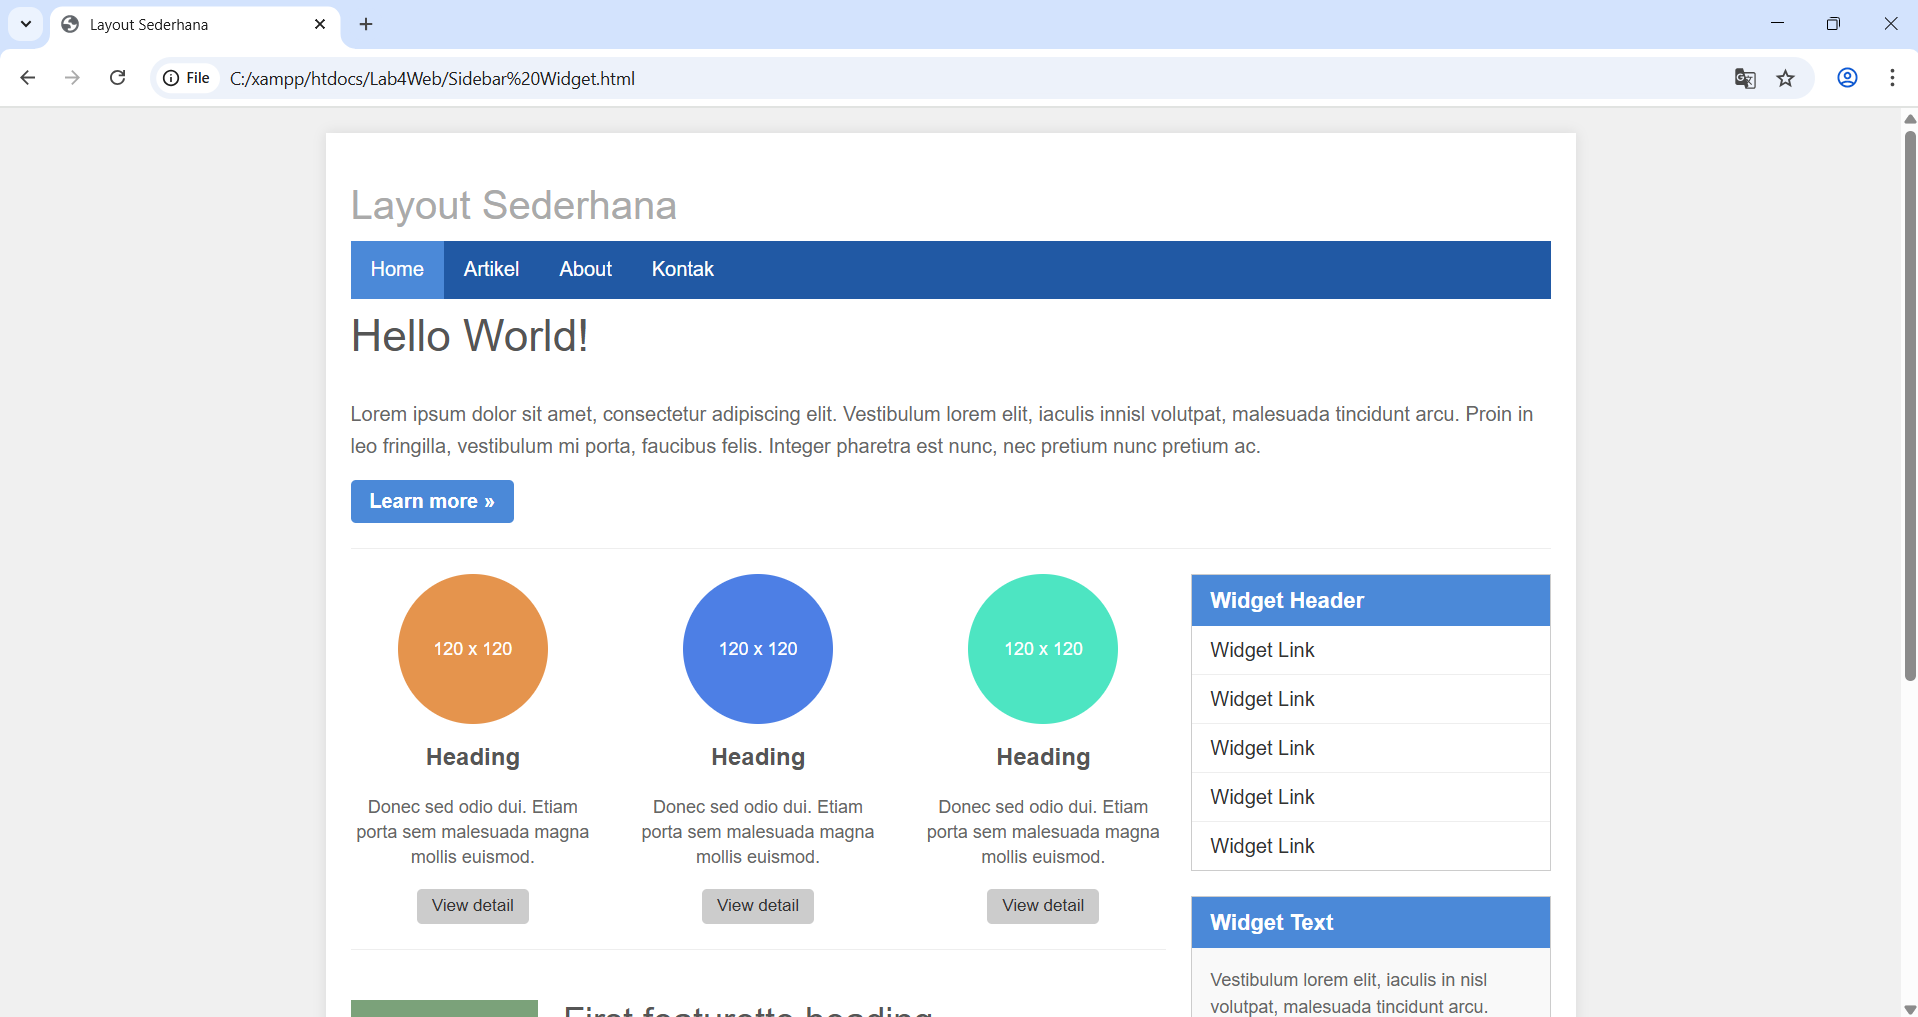 Layout Sederhana
File
C:/xampp/htdocs/Lab4Web/Sidebar%20Widget.html
Layout Sederhana
Home
Artikel
About
Kontak
Hello World!
Lorem ipsum dolor sit amet, consectetur adipiscing elit. Vestibulum lorem elit, iaculis innisl volutpat, malesuada tincidunt arcu. Proin in
leo fringilla, vestibulum mi porta, faucibus felis. Integer pharetra est nunc, nec pretium nunc pretium ac.
Learn more »
120 x 120
Heading
Donec sed odio dui. Etiam
porta sem malesuada magna
mollis euismod.
View detail
120 x 120
Heading
Donec sed odio dui. Etiam
porta sem malesuada magna
mollis euismod.
View detail
120 x 120
Heading
Donec sed odio dui. Etiam
porta sem malesuada magna
mollis euismod.
View detail
First featurette heading
Widget Header
Widget Link
Widget Link
Widget Link
Widget Link
Widget Link
Widget Text
Vestibulum lorem elit, iaculis in nisl
volutpat, malesuada tincidunt arcu.